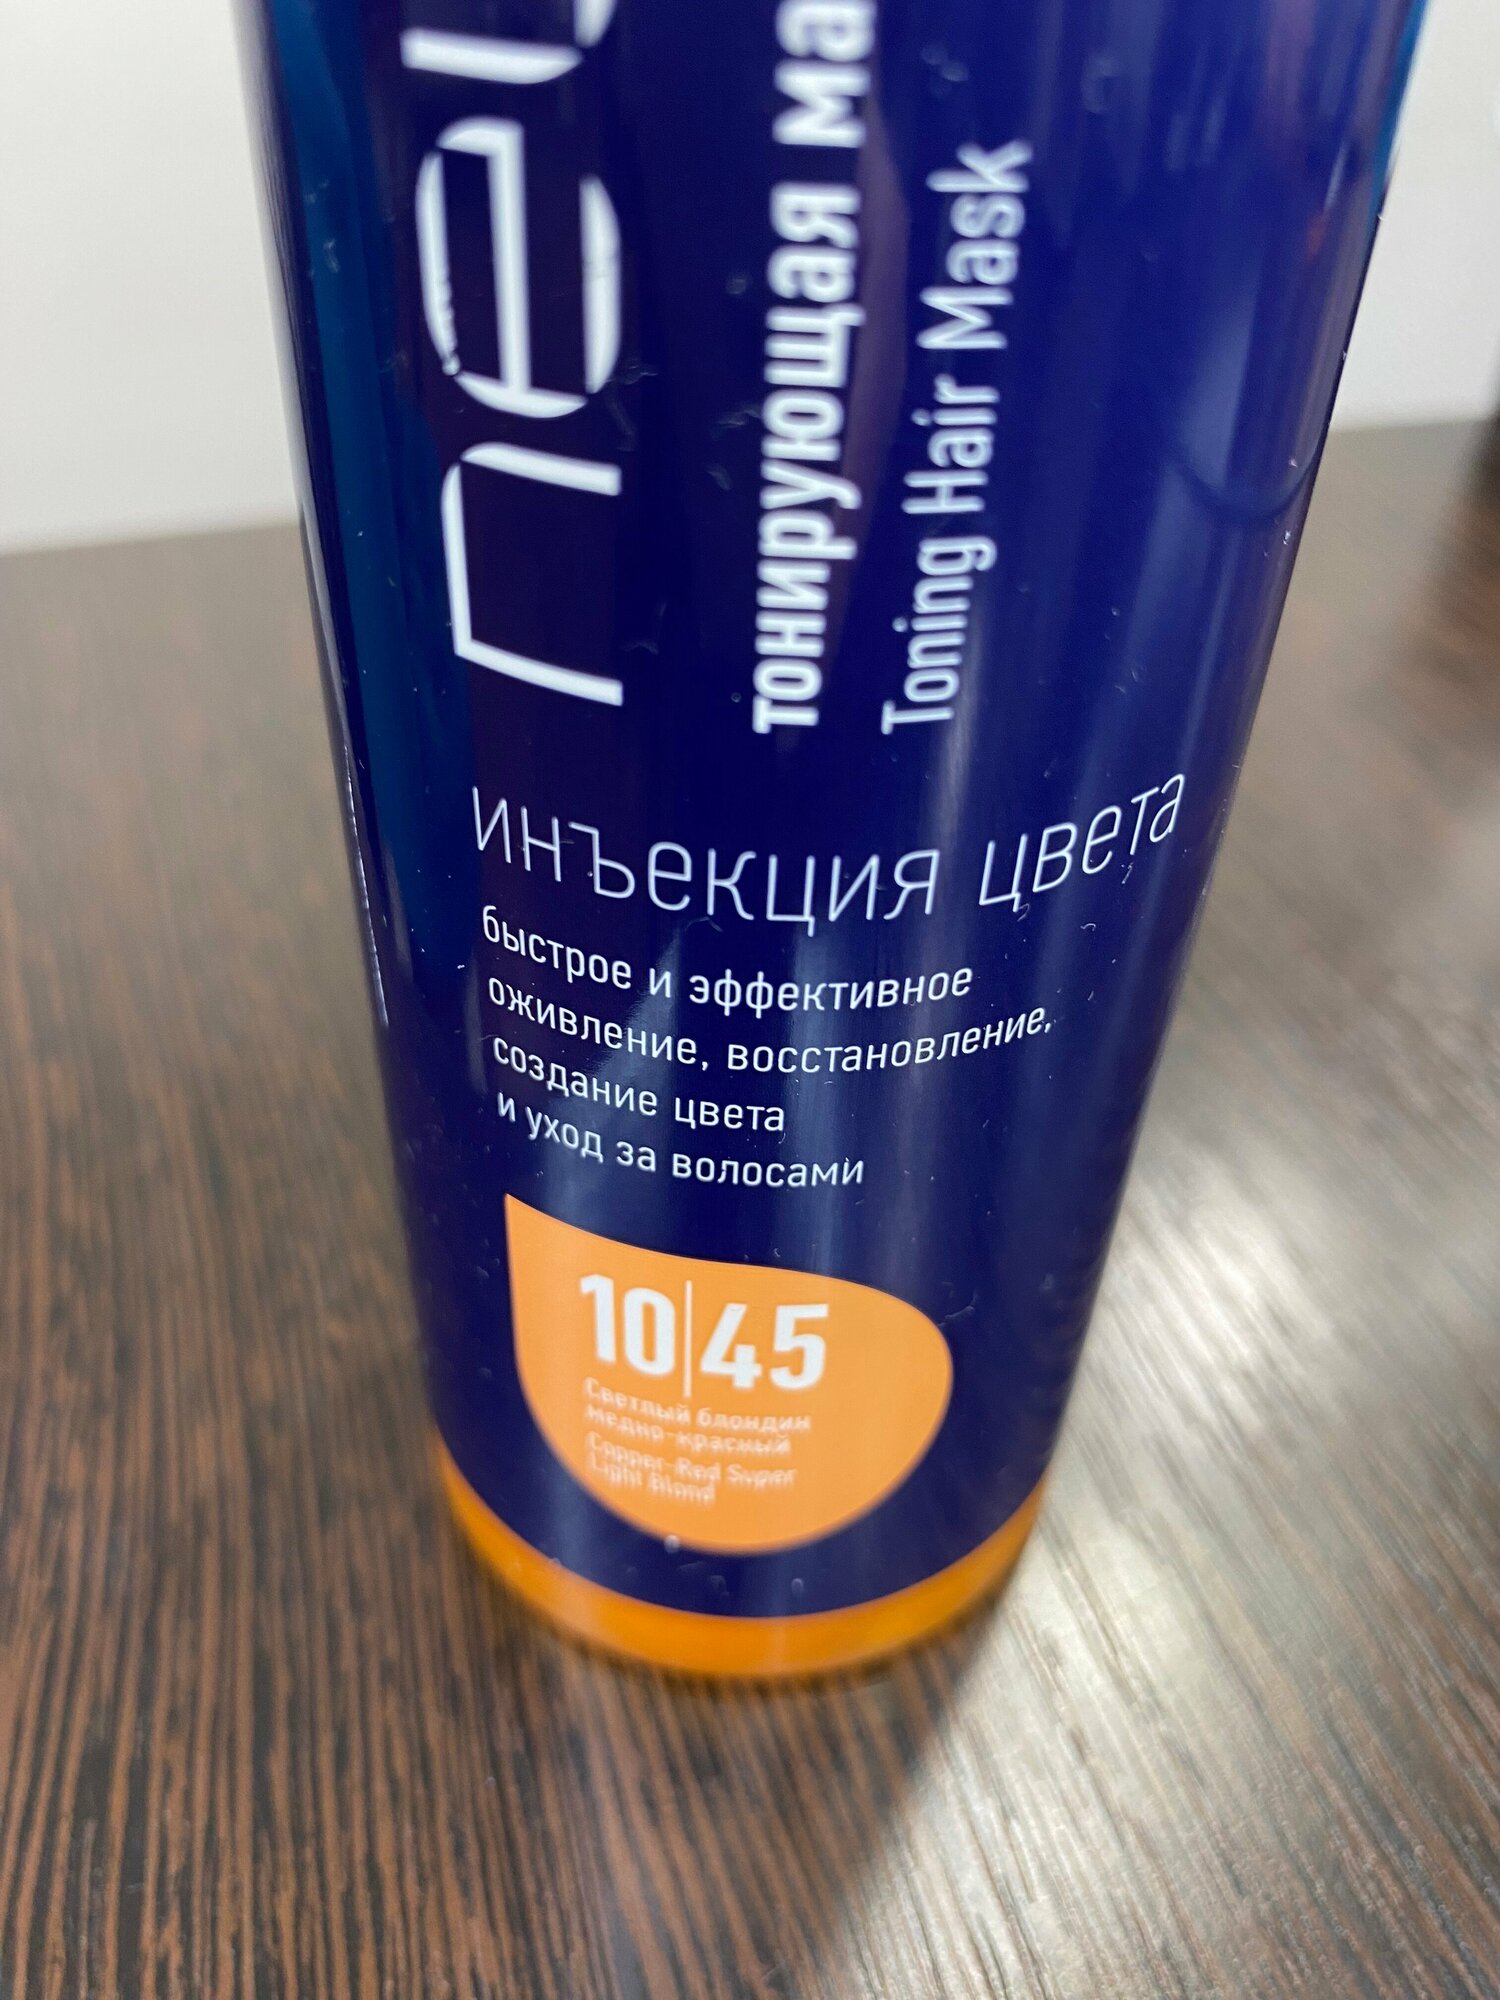 тонирующая
Toning Hair Mask
инъекция цвета
быстрое и эффективное
оживление, восстановление,
создание цвета
и уход за волосами
10|45
Светлый блондин
медно-красный
Copper-Red Super
Light Blond